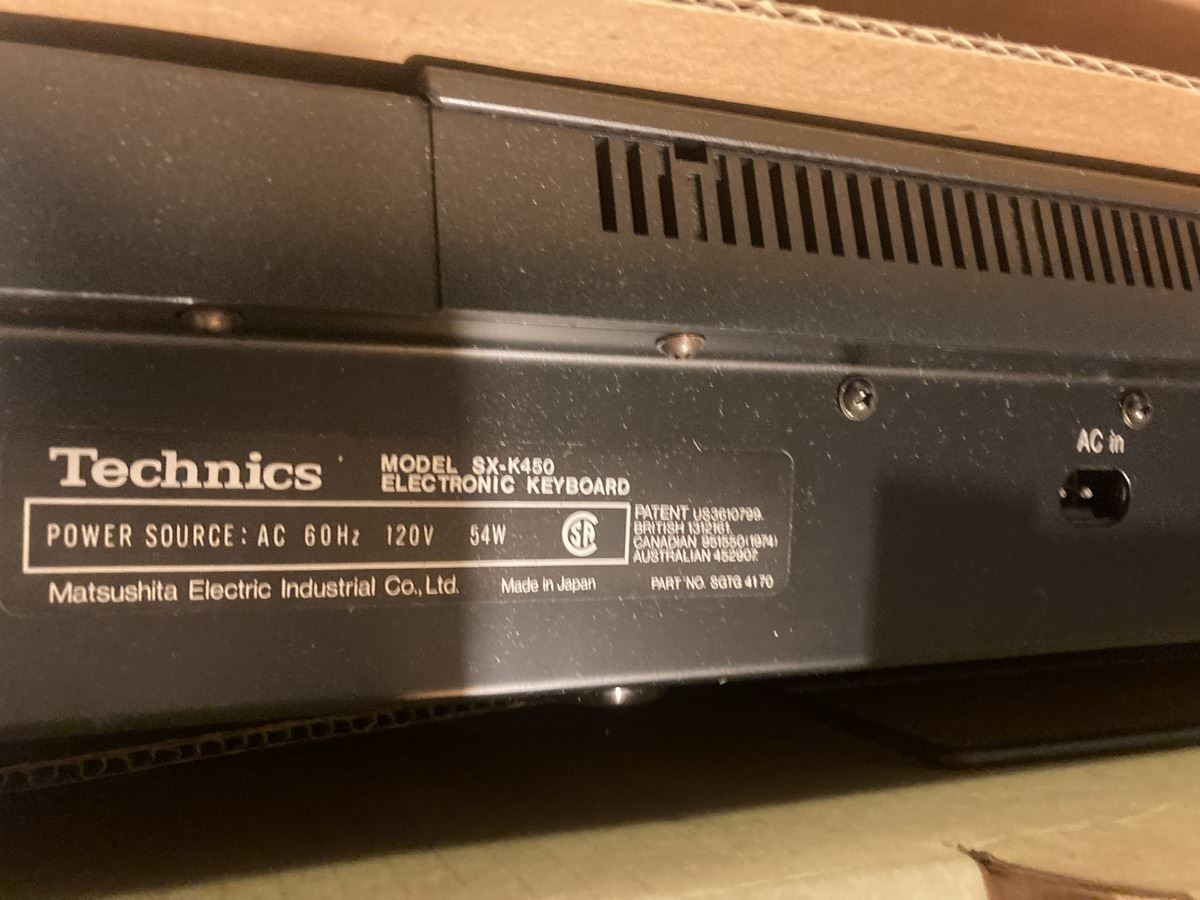 Technics
MODEL SX-K450
ELECTRONIC KEYBOARD
POWER SOURCE: AC 60Hz 120V 54W
PATENT US3610799.
BRITISH 1312161.
CANADIAN 951550(1974)
AUSTRALIAN 452907.
Matsushita Electric Industrial Co., Ltd. Made in Japan PART NO. SGTG 4170
AC in